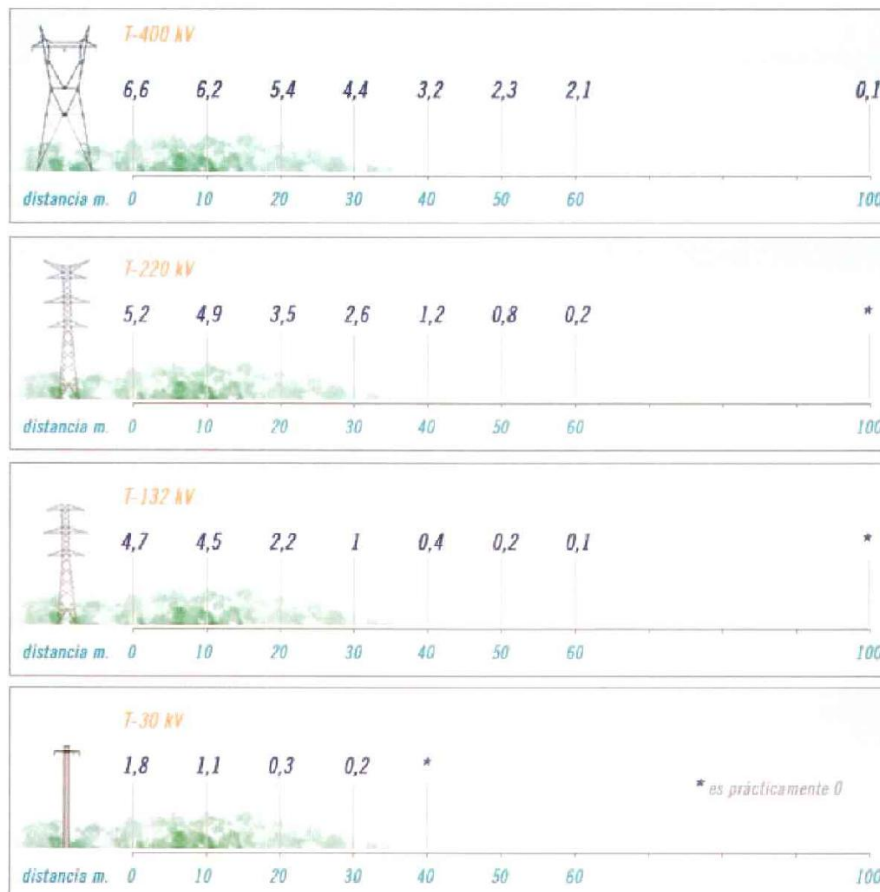 T-400 kV
6,6 6,2 5,4 4,4 3,2 2,3 2,1 0,1
distancia m. 0 10 20 30 40 50 60 100
T-220 kV
5,2 4,9 3,5 2,6 1,2 0,8 0,2 *
distancia m. 0 10 20 30 40 50 60 100
T-132 kV
4,7 4,5 2,2 1 0,4 0,2 0,1 *
distancia m. 0 10 20 30 40 50 60 100
T-30 kV
1,8 1,1 0,3 0,2 *
* es prácticamente 0
distancia m. 0 10 20 30 40 50 60 100